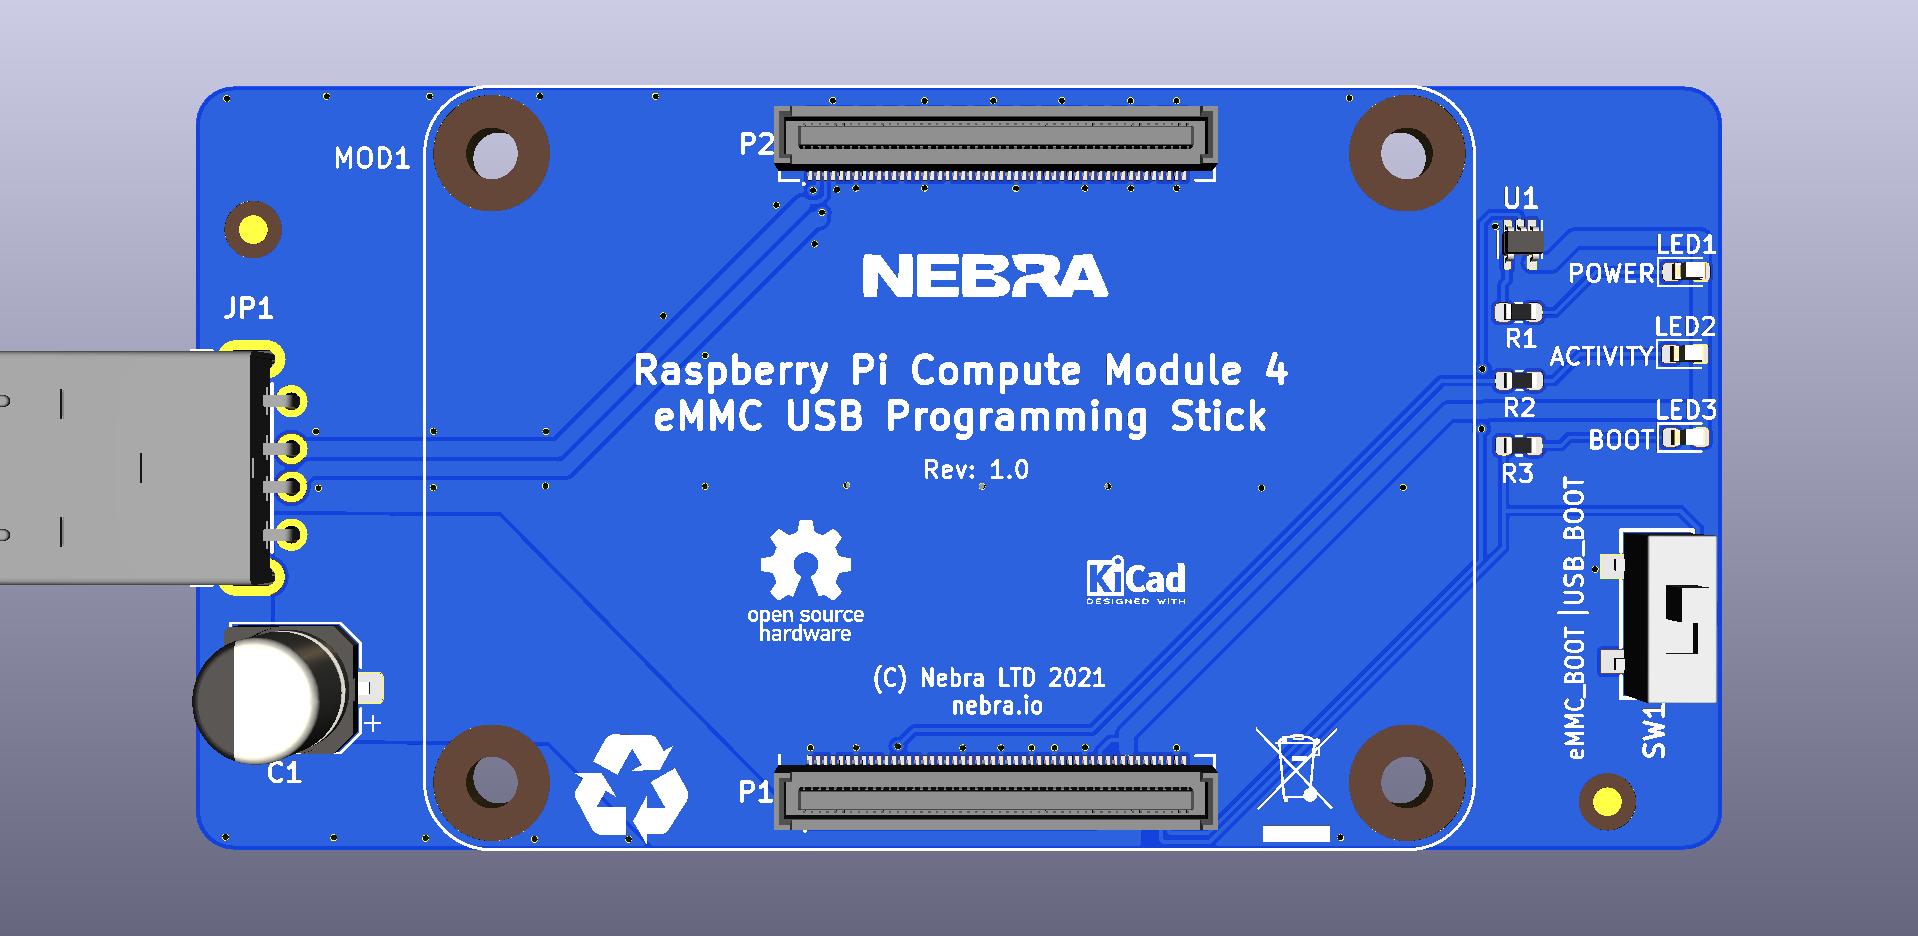 P2
MOD1
U1
LED1
NEBRA
POWER
JP1
R1
LED2
Raspberry Pi Compute Module 4
ACTIVITY
eMMC USB Programming Stick
R2
LED3
BOOT
Rev: 1.0
R3
eMMC_BOOT|USB_BOOT
KiCad
DESIGNED WITH
open source
hardware
(C) Nebra LTD 2021
nebra.io
+
SW1
C1
P1